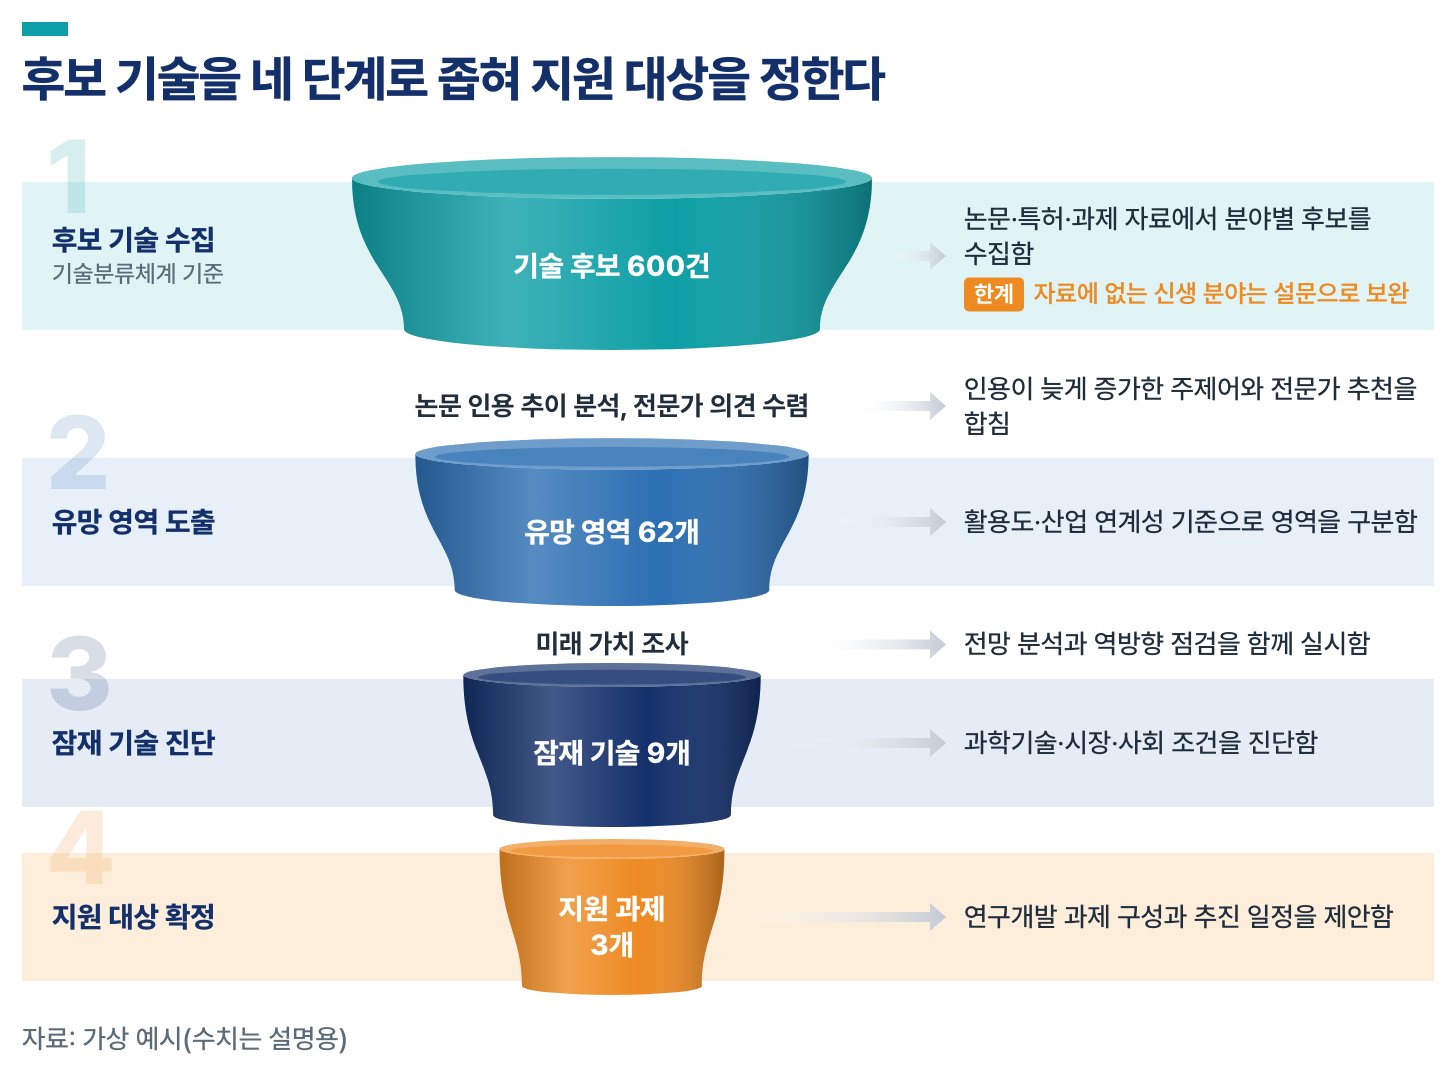 후보 기술을 네 단계로 좁혀 지원 대상을 정한다
1
후보 기술 수집
기술분류체계 기준
기술 후보 600건
논문·특허·과제 자료에서 분야별 후보를
수집함
한계 자료에 없는 신생 분야는 설문으로 보완
논문 인용 추이 분석, 전문가 의견 수렴
인용이 늦게 증가한 주제어와 전문가 추천을
합침
2
유망 영역 도출
유망 영역 62개
활용도·산업 연계성 기준으로 영역을 구분함
미래 가치 조사
전망 분석과 역방향 점검을 함께 실시함
3
잠재 기술 진단
잠재 기술 9개
과학기술·시장·사회 조건을 진단함
4
지원 대상 확정
지원 과제
3개
연구개발 과제 구성과 추진 일정을 제안함
자료: 가상 예시(수치는 설명용)